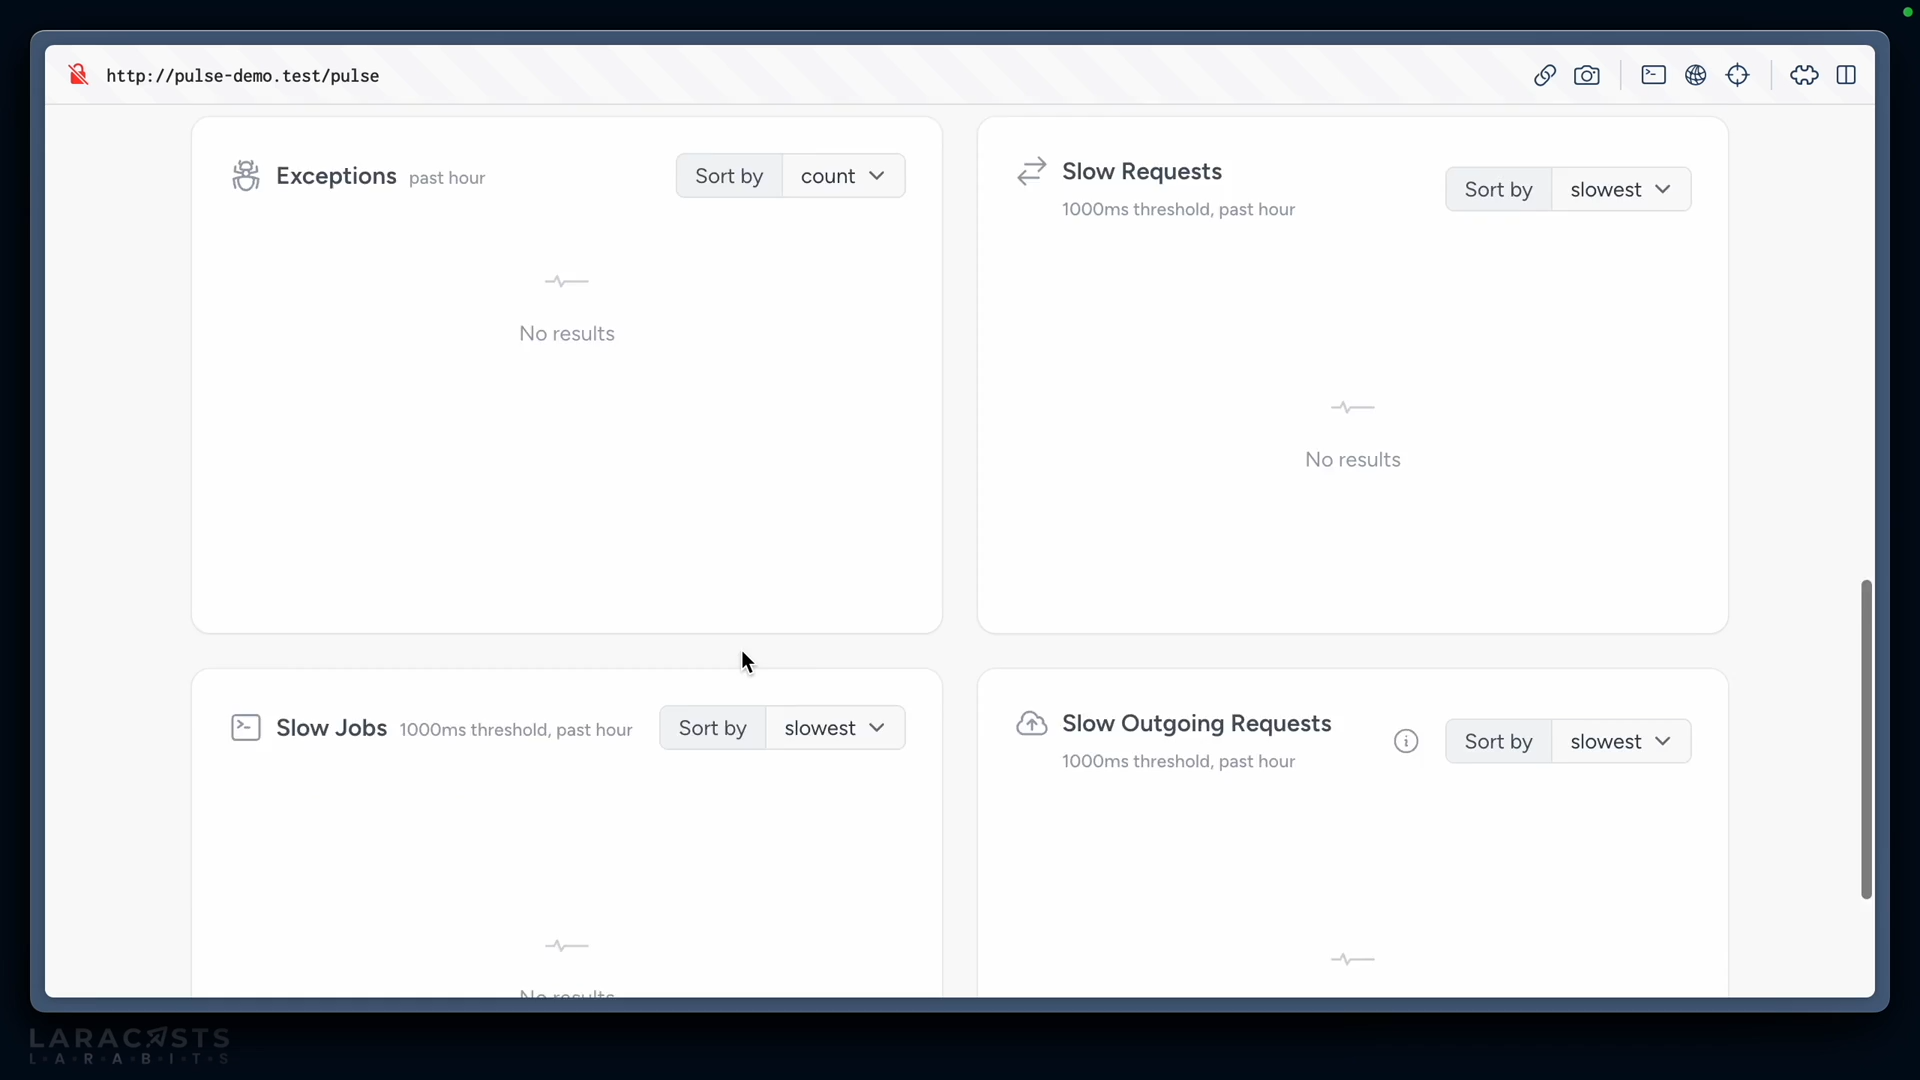 http://pulse-demo.test/pulse
Exceptions past hour
Sort by count
No results
Slow Requests
1000ms threshold, past hour
Sort by slowest
No results
Slow Jobs 1000ms threshold, past hour
Sort by slowest
No results
Slow Outgoing Requests
1000ms threshold, past hour
Sort by slowest
LARACASTS
L·A·R·A·B·I·T·S